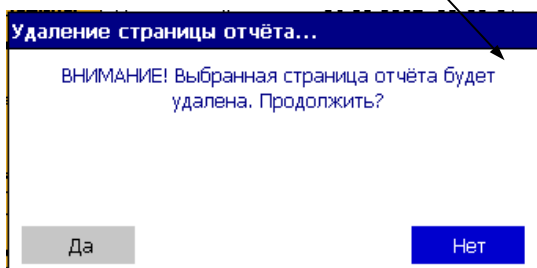 Удаление страницы отчёта...
ВНИМАНИЕ! Выбранная страница отчёта будет
удалена. Продолжить?
Да
Нет